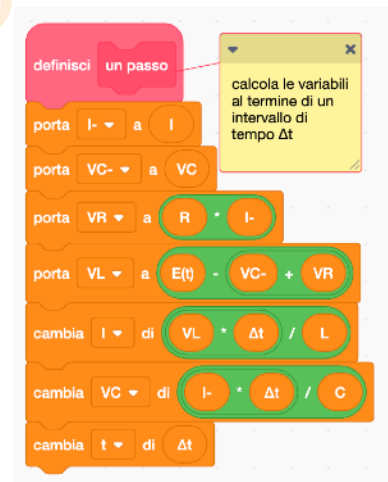 definisci un passo
calcola le variabili
al termine di un
intervallo di
tempo Δt
porta I- a I
porta VC- a VC
porta VR a R * I-
porta VL a E(t) - VC- + VR
cambia I di VL * Δt / L
cambia VC di I- * Δt / C
cambia t di Δt